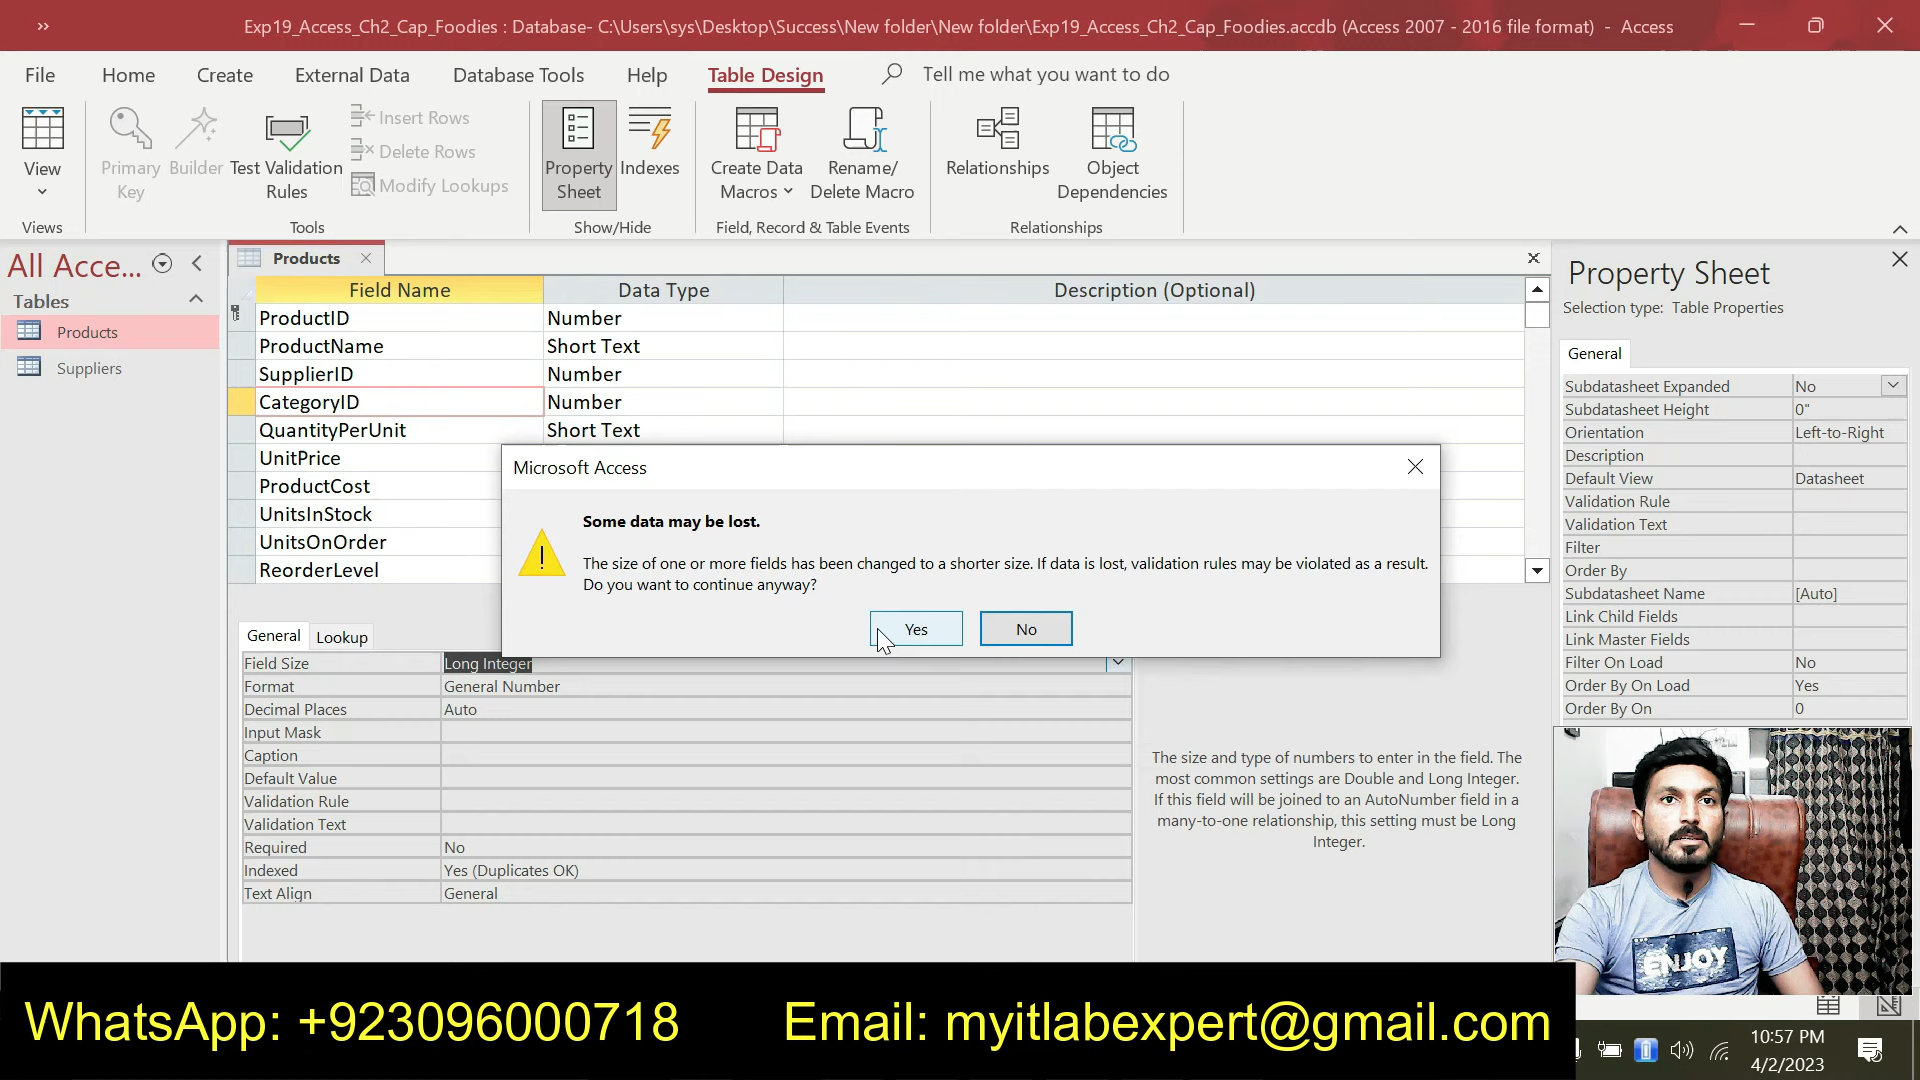 Exp19_Access_Ch2_Cap_Foodies : Database- C:\Users\sys\Desktop\Success\New folder\New folder\Exp19_Access_Ch2_Cap_Foodies.accdb (Access 2007 - 2016 file format) - Access
File Home Create External Data Database Tools Help Table Design Tell me what you want to do
View
Primary Key
Builder
Test Validation Rules
Insert Rows
Delete Rows
Modify Lookups
Property Sheet
Indexes
Create Data Macros
Rename/ Delete Macro
Relationships
Object Dependencies
Views Tools Show/Hide Field, Record & Table Events Relationships
All Acce...
Tables
Products
Suppliers
Products
Field Name Data Type Description (Optional)
ProductID Number
ProductName Short Text
SupplierID Number
CategoryID Number
QuantityPerUnit Short Text
UnitPrice
ProductCost
UnitsInStock
UnitsOnOrder
ReorderLevel
Microsoft Access
Some data may be lost.
The size of one or more fields has been changed to a shorter size. If data is lost, validation rules may be violated as a result.
Do you want to continue anyway?
Yes No
General Lookup
Field Size Long Integer
Format General Number
Decimal Places Auto
Input Mask
Caption
Default Value
Validation Rule
Validation Text
Required No
Indexed Yes (Duplicates OK)
Text Align General
The size and type of numbers to enter in the field. The
most common settings are Double and Long Integer.
If this field will be joined to an AutoNumber field in a
many-to-one relationship, this setting must be Long
Integer.
Property Sheet
Selection type: Table Properties
General
Subdatasheet Expanded No
Subdatasheet Height 0"
Orientation Left-to-Right
Description
Default View Datasheet
Validation Rule
Validation Text
Filter
Order By
Subdatasheet Name [Auto]
Link Child Fields
Link Master Fields
Filter On Load No
Order By On Load Yes
Order By On 0
ENJOY
WhatsApp: +923096000718 Email: myitlabexpert@gmail.com
10:57 PM
4/2/2023